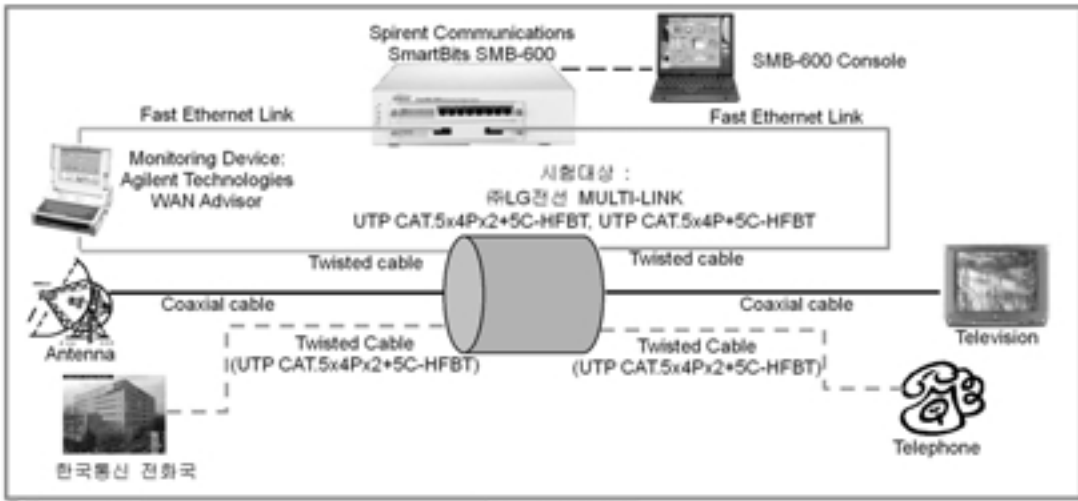 Spirent Communications
SmartBits SMB-600
SMB-600 Console
Fast Ethernet Link
Fast Ethernet Link
Monitoring Device:
Agilent Technologies
WAN Advisor
시험대상 :
㈜LG전선 MULTI-LINK
UTP CAT.5x4Px2+5C-HFBT, UTP CAT.5x4P+5C-HFBT
Twisted cable
Twisted cable
Coaxial cable
Coaxial cable
Antenna
Television
Twisted Cable
(UTP CAT.5x4Px2+5C-HFBT)
Twisted Cable
(UTP CAT.5x4Px2+5C-HFBT)
Telephone
한국통신 전화국